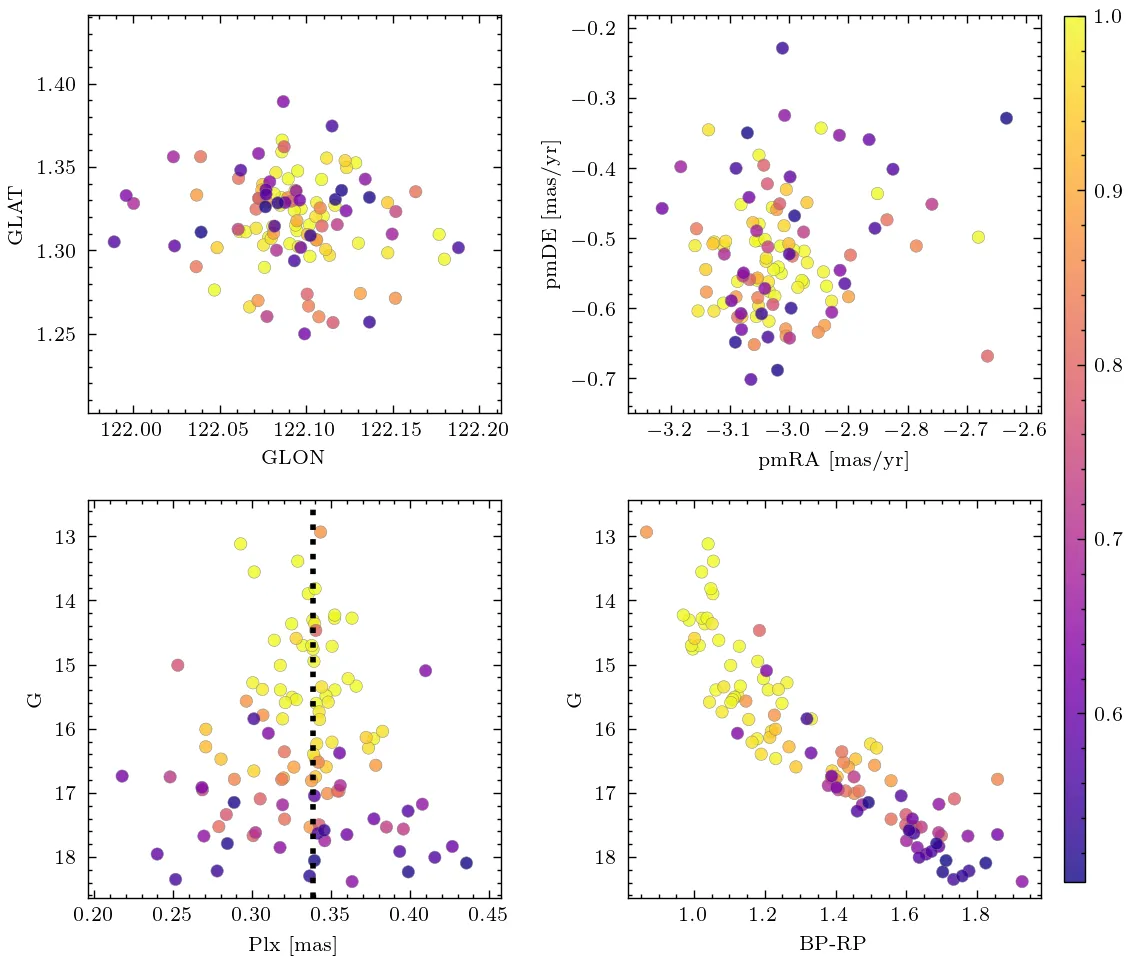 1.40
1.35
1.30
1.25
GLAT
122.00 122.05 122.10 122.15 122.20
GLON
−0.2
−0.3
−0.4
−0.5
−0.6
−0.7
pmDE [mas/yr]
−3.2 −3.1 −3.0 −2.9 −2.8 −2.7 −2.6
pmRA [mas/yr]
1.0
0.9
0.8
0.7
0.6
13
14
15
16
17
18
G
0.20 0.25 0.30 0.35 0.40 0.45
Plx [mas]
13
14
15
16
17
18
G
1.0 1.2 1.4 1.6 1.8
BP-RP